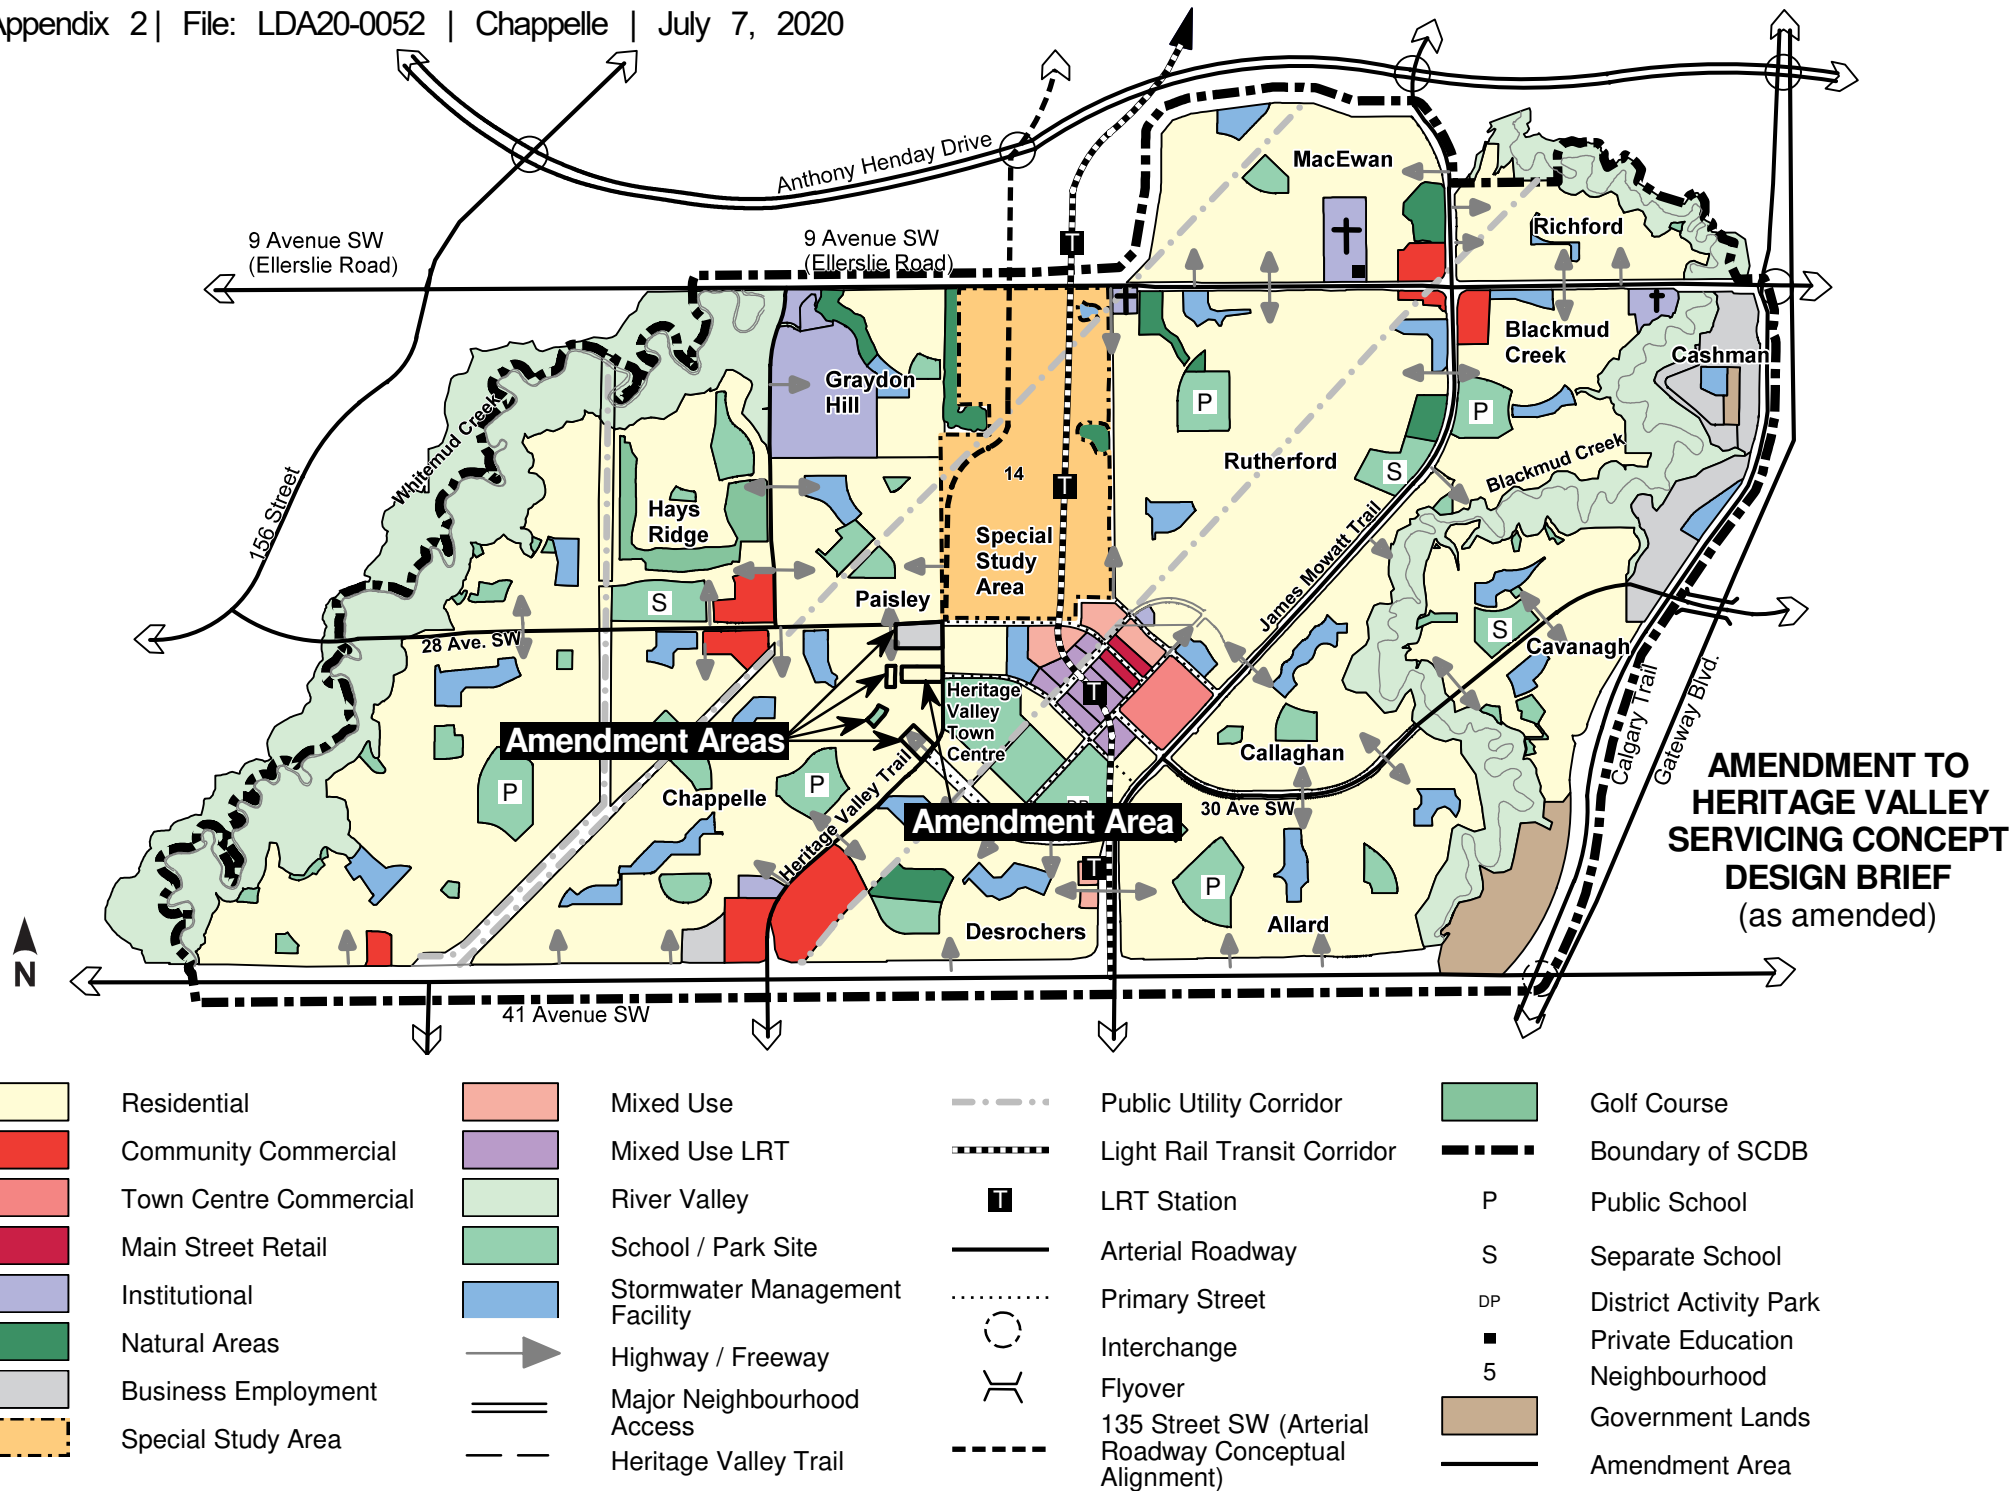 Appendix 2 | File: LDA20-0052 | Chappelle | July 7, 2020
Anthony Henday Drive
MacEwan
Richford
9 Avenue SW
(Ellerslie Road)
9 Avenue SW
(Ellerslie Road)
Blackmud
Creek
Cashman
Graydon
Hill
P
P
Whitemud Creek
Rutherford
S
Blackmud Creek
14
156 Street
Hays
Ridge
Special
Study
Area
T
T
James Mowatt Trail
S
Paisley
S
Cavanagh
28 Ave. SW
Heritage
Valley
Town
Centre
T
Calgary Trail
Gateway Blvd.
Amendment Areas
Callaghan
P
P
Chappelle
Heritage Valley Trail
DP
30 Ave SW
Amendment Area
T
P
Desrochers
Allard
AMENDMENT TO
HERITAGE VALLEY
SERVICING CONCEPT
DESIGN BRIEF
(as amended)
N
41 Avenue SW
Residential
Community Commercial
Town Centre Commercial
Main Street Retail
Institutional
Natural Areas
Business Employment
Special Study Area
Mixed Use
Mixed Use LRT
River Valley
School / Park Site
Stormwater Management
Facility
Highway / Freeway
Major Neighbourhood
Access
Heritage Valley Trail
Public Utility Corridor
Light Rail Transit Corridor
T LRT Station
Arterial Roadway
Primary Street
Interchange
Flyover
135 Street SW (Arterial
Roadway Conceptual
Alignment)
Golf Course
Boundary of SCDB
P Public School
S Separate School
DP District Activity Park
Private Education
5 Neighbourhood
Government Lands
Amendment Area